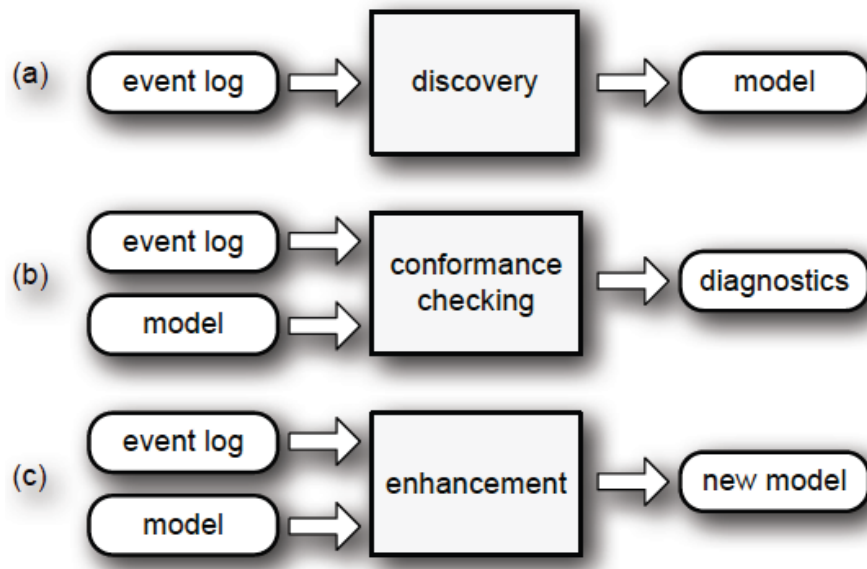 (a)
event log
discovery
model
(b)
event log
model
conformance
checking
diagnostics
(c)
event log
model
enhancement
new model